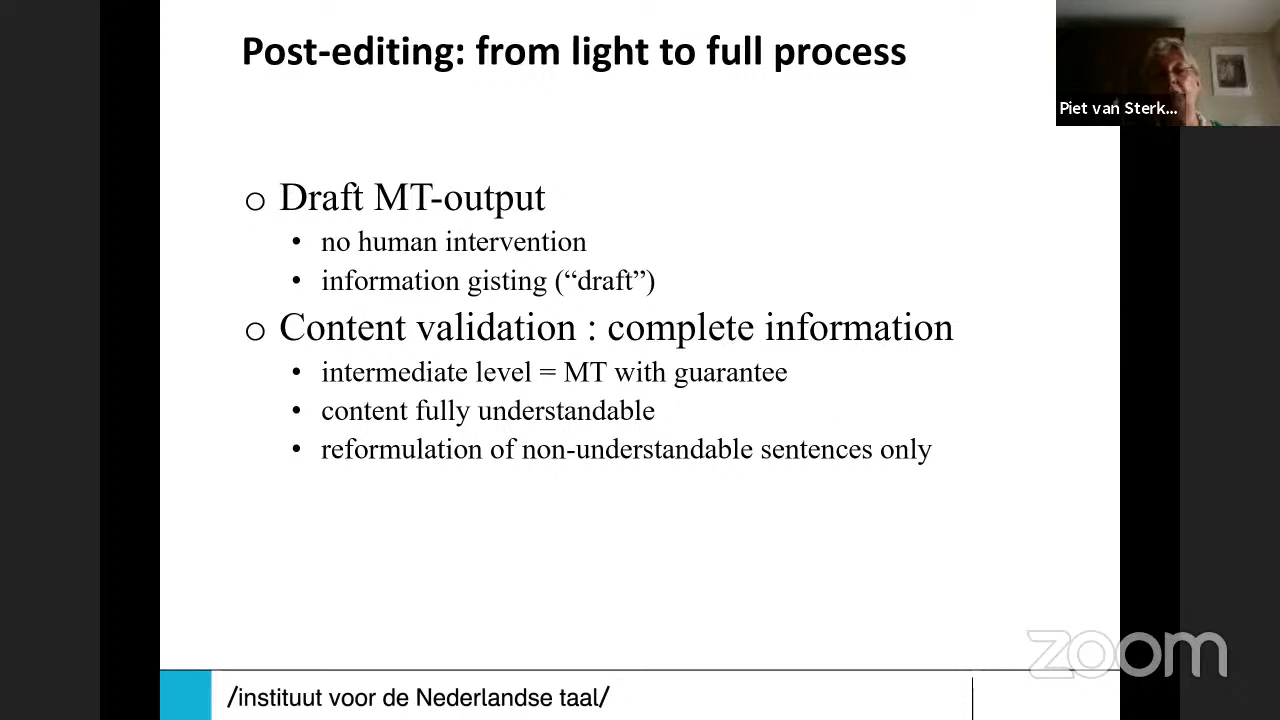 Post-editing: from light to full process
Piet van Sterk...
o Draft MT-output
• no human intervention
• information gisting (“draft”)
o Content validation : complete information
• intermediate level = MT with guarantee
• content fully understandable
• reformulation of non-understandable sentences only
zoom
/instituut voor de Nederlandse taal/